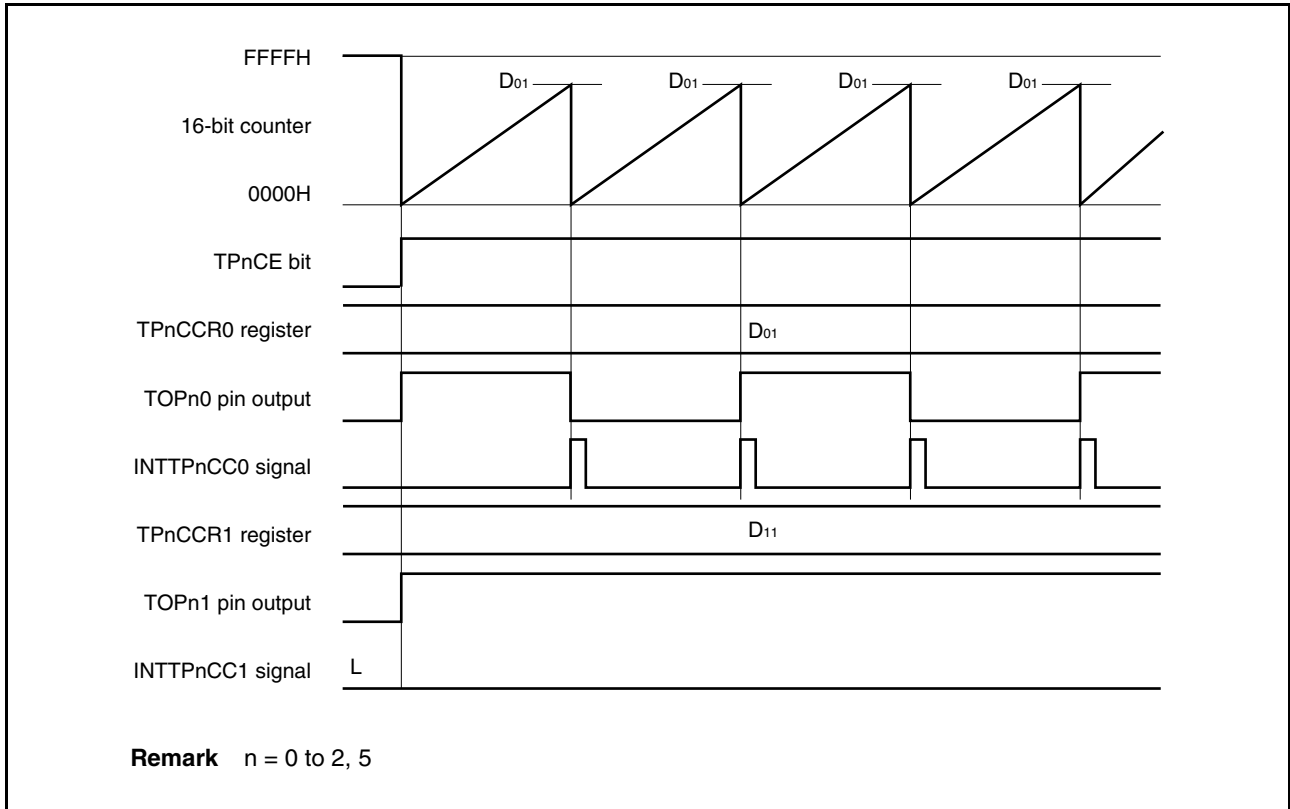 FFFFH
D01 D01 D01 D01
16-bit counter
0000H
TPnCE bit
TPnCCR0 register D01
TOPn0 pin output
INTTPnCC0 signal
TPnCCR1 register D11
TOPn1 pin output
INTTPnCC1 signal L
Remark n = 0 to 2, 5